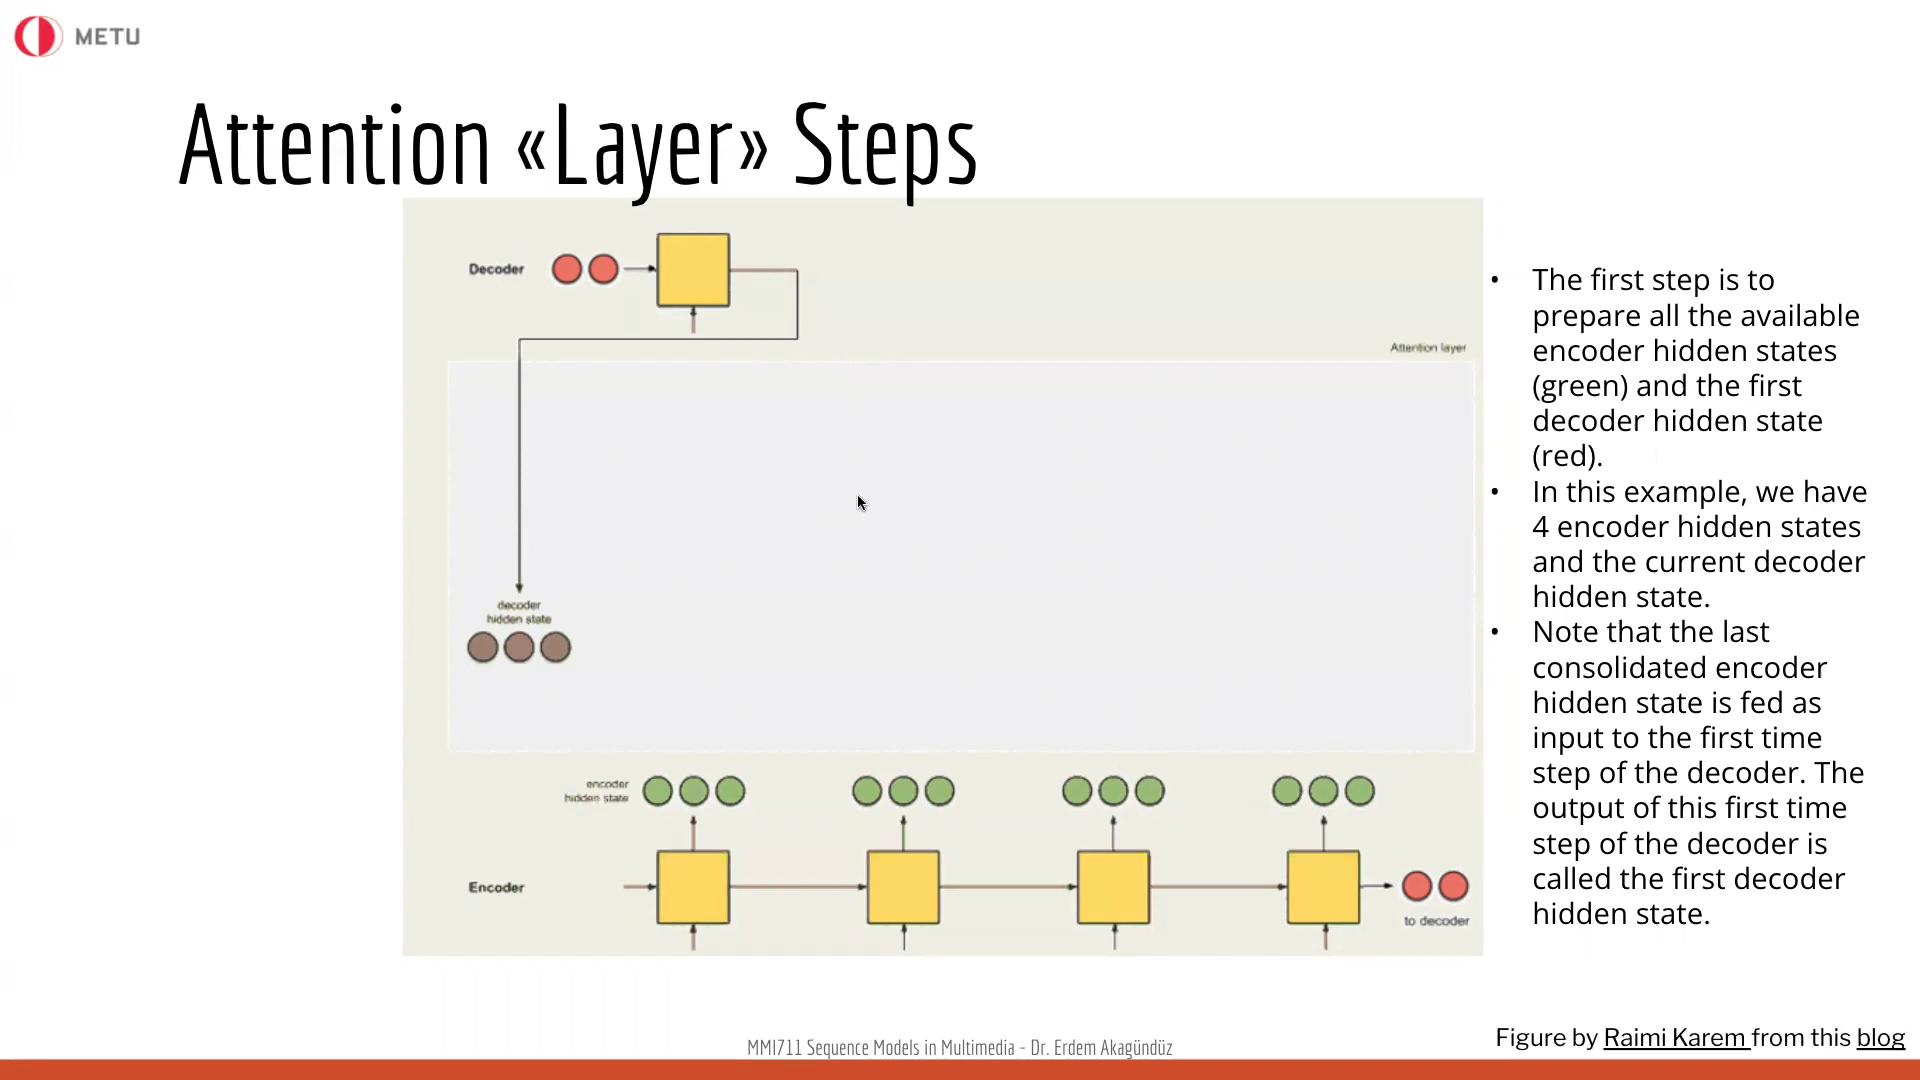 METU
Attention «Layer» Steps
Decoder
Attention layer
decoder
hidden state
encoder
hidden state
Encoder
to decoder
• The first step is to
prepare all the available
encoder hidden states
(green) and the first
decoder hidden state
(red).
• In this example, we have
4 encoder hidden states
and the current decoder
hidden state.
• Note that the last
consolidated encoder
hidden state is fed as
input to the first time
step of the decoder. The
output of this first time
step of the decoder is
called the first decoder
hidden state.
Figure by Raimi Karem from this blog
MMI711 Sequence Models in Multimedia - Dr. Erdem Akagündüz